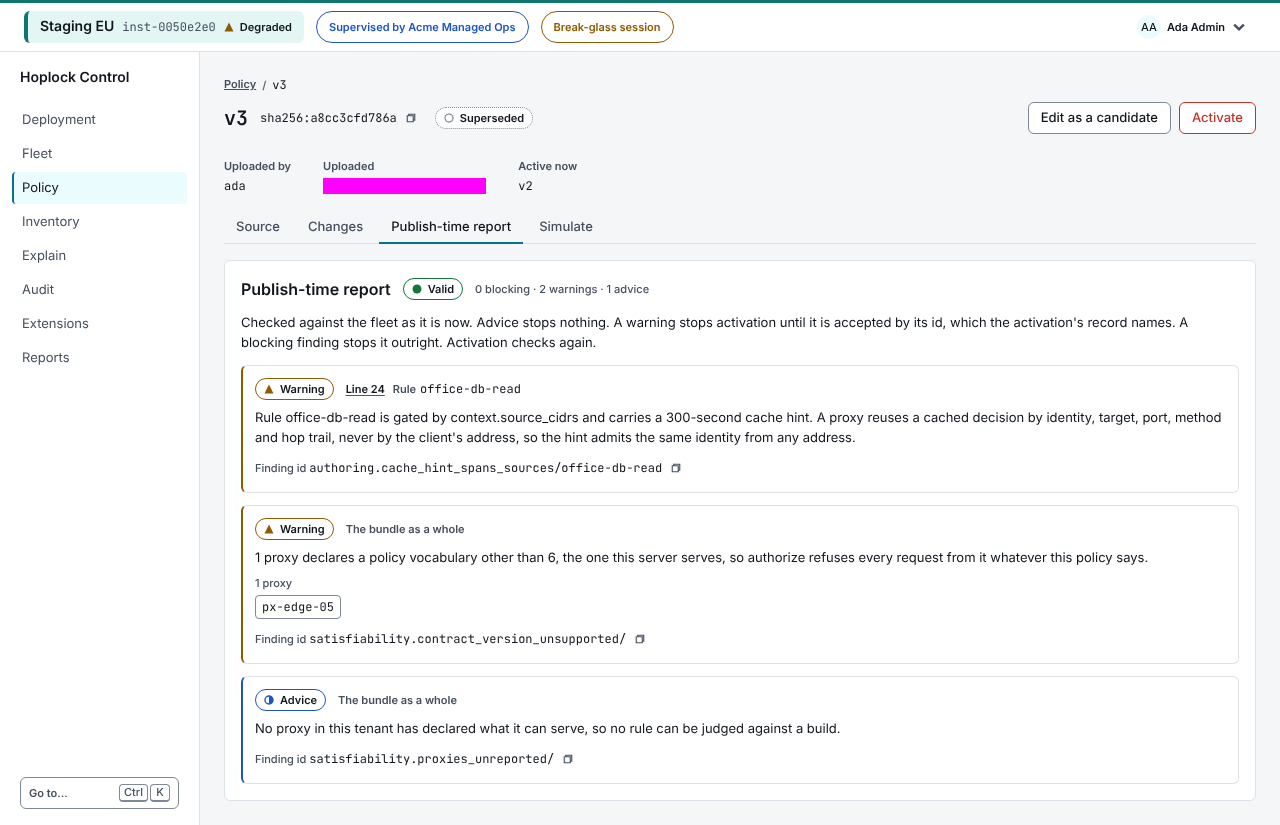 Staging EU inst-0050e2e0 Degraded
Supervised by Acme Managed Ops
Break-glass session
AA Ada Admin
Hoplock Control
Deployment
Fleet
Policy
Inventory
Explain
Audit
Extensions
Reports
Go to... Ctrl K
Policy / v3
v3 sha256:a8cc3cfd786a Superseded
Edit as a candidate
Activate
Uploaded by
ada
Uploaded
Active now
v2
Source
Changes
Publish-time report
Simulate
Publish-time report Valid 0 blocking · 2 warnings · 1 advice
Checked against the fleet as it is now. Advice stops nothing. A warning stops activation until it is accepted by its id, which the activation's record names. A
blocking finding stops it outright. Activation checks again.
Warning Line 24 Rule office-db-read
Rule office-db-read is gated by context.source_cidrs and carries a 300-second cache hint. A proxy reuses a cached decision by identity, target, port, method
and hop trail, never by the client's address, so the hint admits the same identity from any address.
Finding id authoring.cache_hint_spans_sources/office-db-read
Warning The bundle as a whole
1 proxy declares a policy vocabulary other than 6, the one this server serves, so authorize refuses every request from it whatever this policy says.
1 proxy
px-edge-05
Finding id satisfiability.contract_version_unsupported/
Advice The bundle as a whole
No proxy in this tenant has declared what it can serve, so no rule can be judged against a build.
Finding id satisfiability.proxies_unreported/